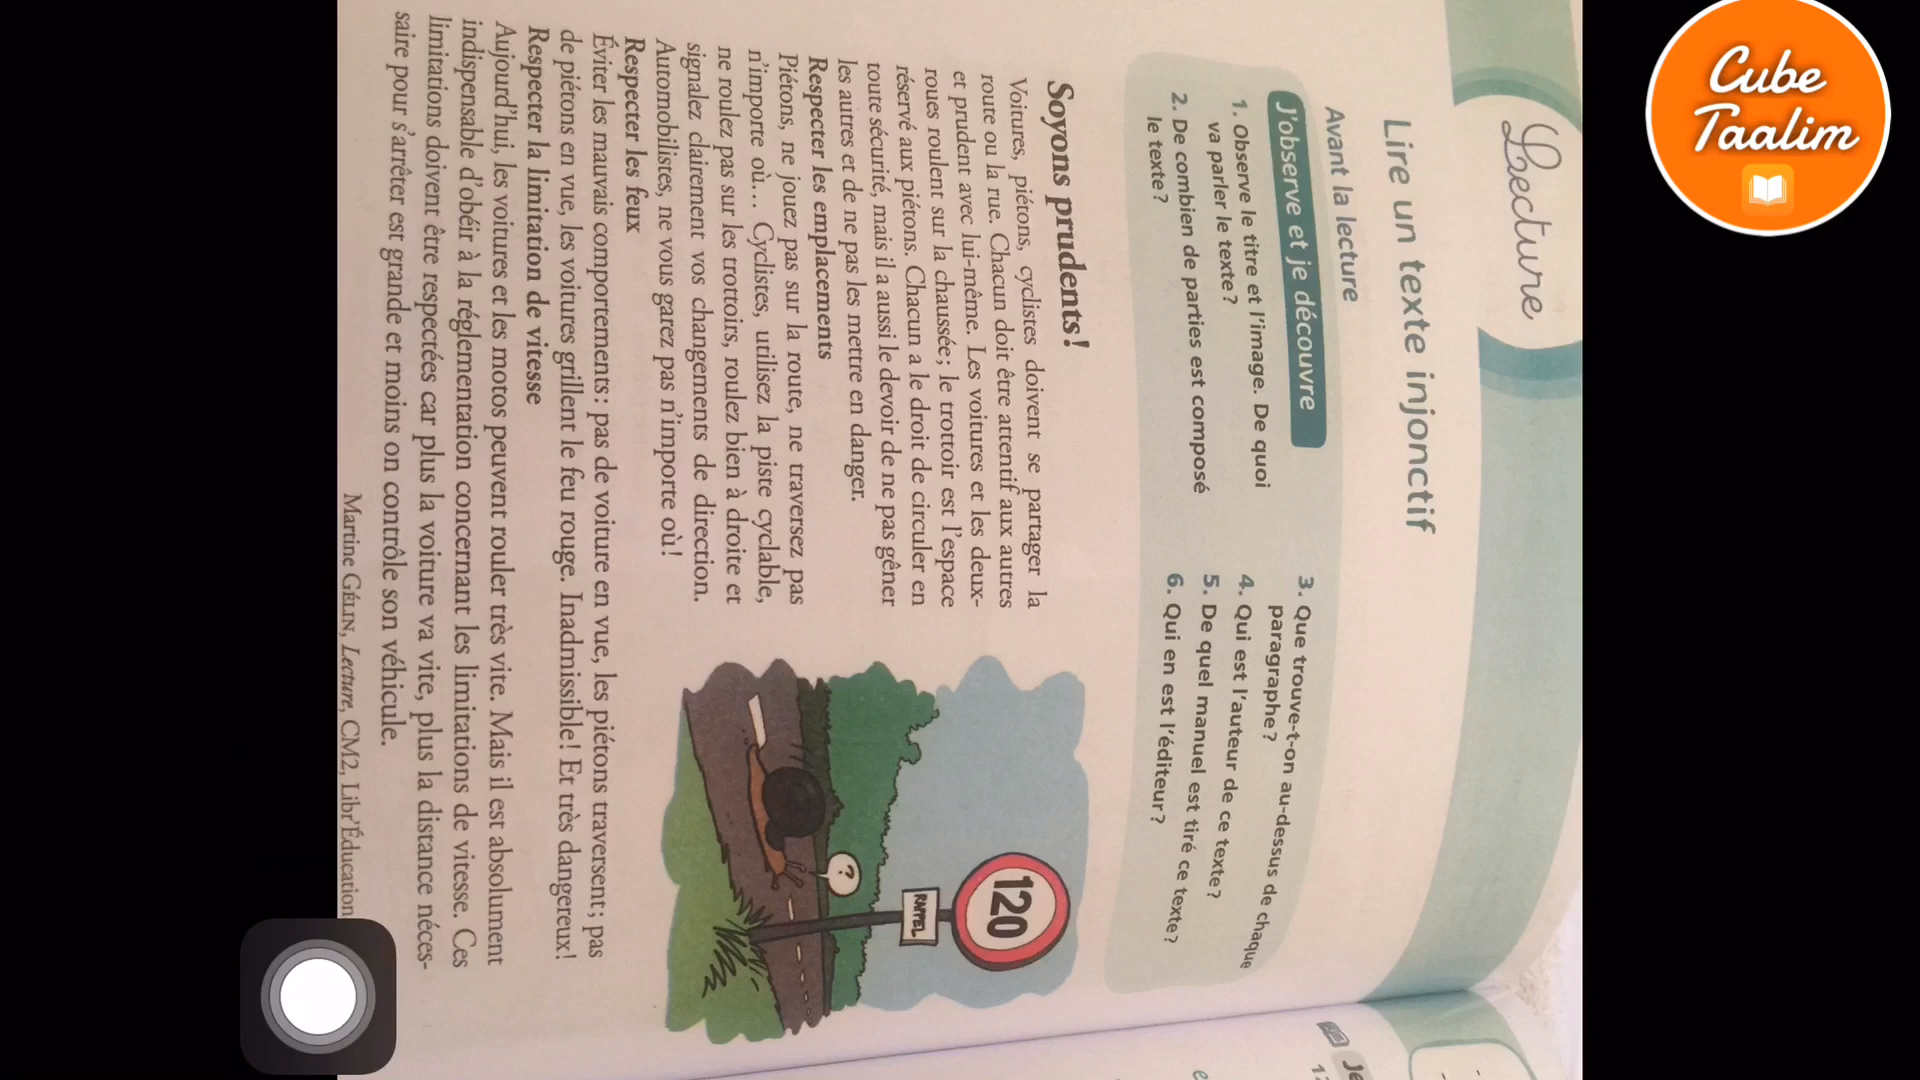 Cube
Taalim
Lecture
Lire un texte injonctif
Avant la lecture
J'observe et je découvre
1. Observe le titre et l'image. De quoi
va parler le texte?
2. De combien de parties est composé
le texte?
3. Que trouve-t-on au-dessus de chaque
paragraphe?
4. Qui est l'auteur de ce texte?
5. De quel manuel est tiré ce texte?
6. Qui en est l'éditeur?
Soyons prudents!
Voitures, piétons, cyclistes doivent se partager la
route ou la rue. Chacun doit être attentif aux autres
et prudent avec lui-même. Les voitures et les deux-
roues roulent sur la chaussée; le trottoir est l'espace
réservé aux piétons. Chacun a le droit de circuler en
toute sécurité, mais il a aussi le devoir de ne pas gêner
les autres et de ne pas les mettre en danger.
Respecter les emplacements
Piétons, ne jouez pas sur la route, ne traversez pas
n'importe où... Cyclistes, utilisez la piste cyclable,
ne roulez pas sur les trottoirs, roulez bien à droite et
signalez clairement vos changements de direction.
Automobilistes, ne vous garez pas n'importe où!
Respecter les feux
Éviter les mauvais comportements: pas de voiture en vue, les piétons traversent; pas
de piétons en vue, les voitures grillent le feu rouge. Inadmissible! Et très dangereux!
Respecter la limitation de vitesse
Aujourd'hui, les voitures et les motos peuvent rouler très vite. Mais il est absolument
indispensable d'obéir à la réglementation concernant les limitations de vitesse. Ces
limitations doivent être respectées car plus la voiture va vite, plus la distance néces-
saire pour s'arrêter est grande et moins on contrôle son véhicule.
Martine GÉLIN, Lecture, CM2, Libr'Éducation
120
RAPPEL
?